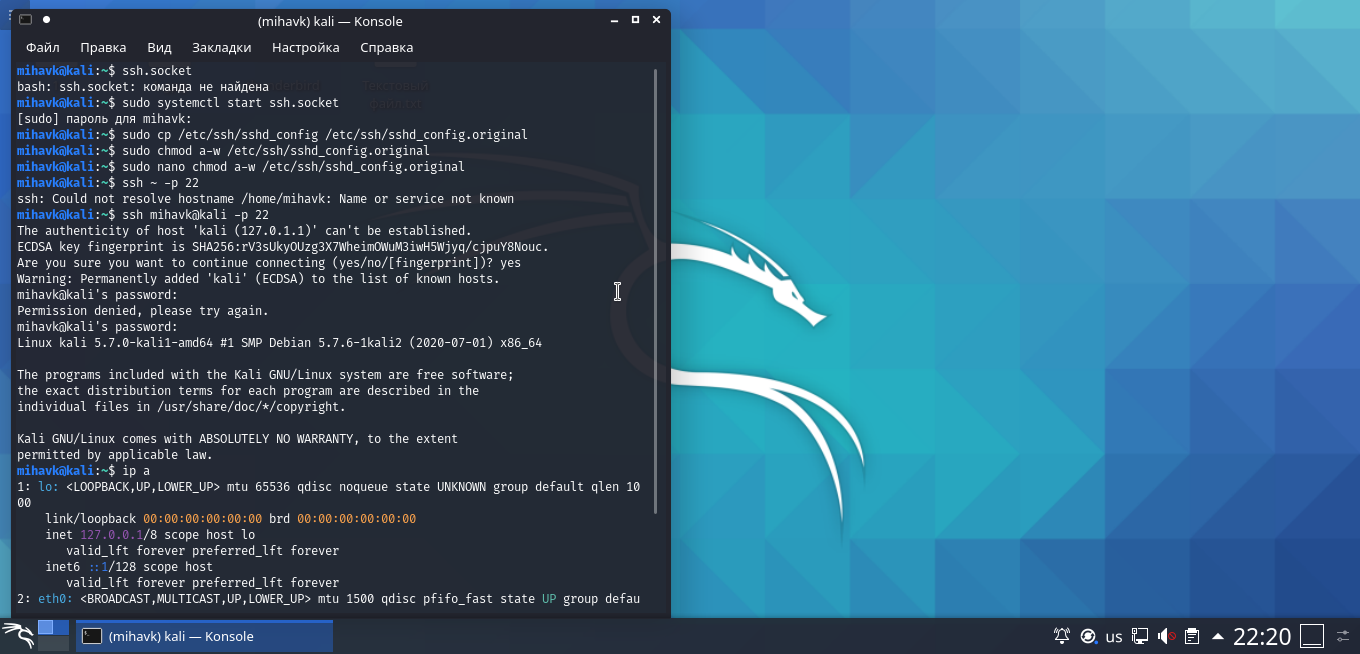 (mihavk) kali — Konsole
Файл Правка Вид Закладки Настройка Справка
mihavk@kali:~$ ssh.socket
bash: ssh.socket: команда не найдена
mihavk@kali:~$ sudo systemctl start ssh.socket
[sudo] пароль для mihavk:
mihavk@kali:~$ sudo cp /etc/ssh/sshd_config /etc/ssh/sshd_config.original
mihavk@kali:~$ sudo chmod a-w /etc/ssh/sshd_config.original
mihavk@kali:~$ sudo nano chmod a-w /etc/ssh/sshd_config.original
mihavk@kali:~$ ssh ~ -p 22
ssh: Could not resolve hostname /home/mihavk: Name or service not known
mihavk@kali:~$ ssh mihavk@kali -p 22
The authenticity of host 'kali (127.0.1.1)' can't be established.
ECDSA key fingerprint is SHA256:rV3sUkyOUzg3X7WheimOWuM3iwH5Wjyq/cjpuY8Nouc.
Are you sure you want to continue connecting (yes/no/[fingerprint])? yes
Warning: Permanently added 'kali' (ECDSA) to the list of known hosts.
mihavk@kali's password:
Permission denied, please try again.
mihavk@kali's password:
Linux kali 5.7.0-kali1-amd64 #1 SMP Debian 5.7.6-1kali2 (2020-07-01) x86_64
The programs included with the Kali GNU/Linux system are free software;
the exact distribution terms for each program are described in the
individual files in /usr/share/doc/*/copyright.
Kali GNU/Linux comes with ABSOLUTELY NO WARRANTY, to the extent
permitted by applicable law.
mihavk@kali:~$ ip a
1: lo: <LOOPBACK,UP,LOWER_UP> mtu 65536 qdisc noqueue state UNKNOWN group default qlen 10
00
link/loopback 00:00:00:00:00:00 brd 00:00:00:00:00:00
inet 127.0.0.1/8 scope host lo
valid_lft forever preferred_lft forever
inet6 ::1/128 scope host
valid_lft forever preferred_lft forever
2: eth0: <BROADCAST,MULTICAST,UP,LOWER_UP> mtu 1500 qdisc pfifo_fast state UP group defau
(mihavk) kali — Konsole
us
22:20